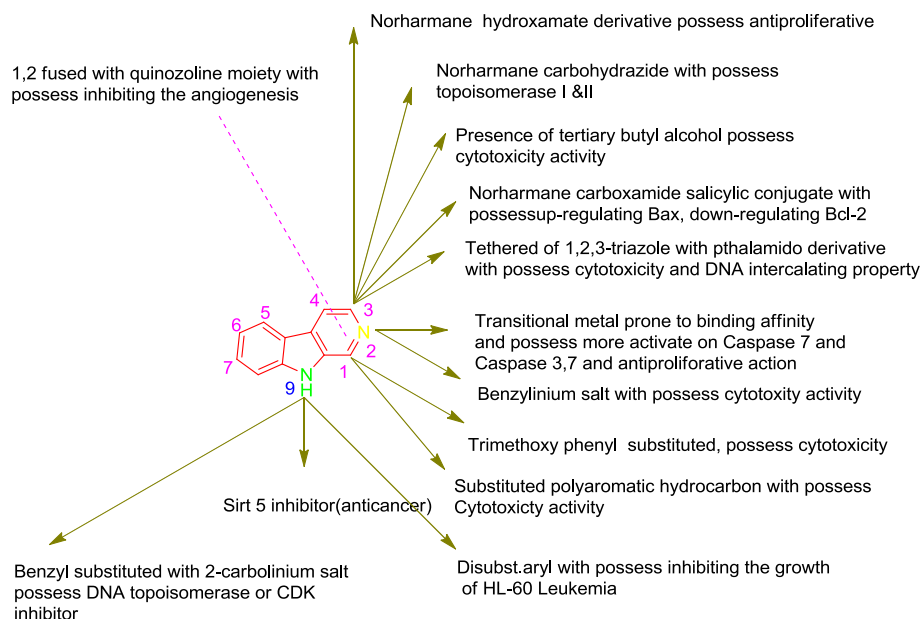 Norharmane  hydroxamate derivative possess antiproliferative
1,2 fused with quinozoline moiety with
possess inhibiting the angiogenesis
Norharmane carbohydrazide with possess
topoisomerase I &II
Presence of tertiary butyl alcohol possess
cytotoxicity activity
Norharmane carboxamide salicylic conjugate with
possessup-regulating Bax, down-regulating Bcl-2
Tethered of 1,2,3-triazole with pthalamido derivative
with possess cytotoxicity and DNA intercalating property
4
3
5
6
N
2
7
1
N
9
H
Transitional metal prone to binding affinity
and possess more activate on Caspase 7 and
Caspase 3,7 and antiproliforative action
Benzylinium salt with possess cytotoxity activity
Trimethoxy phenyl  substituted, possess cytotoxicity
Substituted polyaromatic hydrocarbon with possess
Cytotoxicty activity
Sirt 5 inhibitor(anticancer)
Benzyl substituted with 2-carbolinium salt
possess DNA topoisomerase or CDK
inhibitor
Disubst.aryl with possess inhibiting the growth
of HL-60 Leukemia